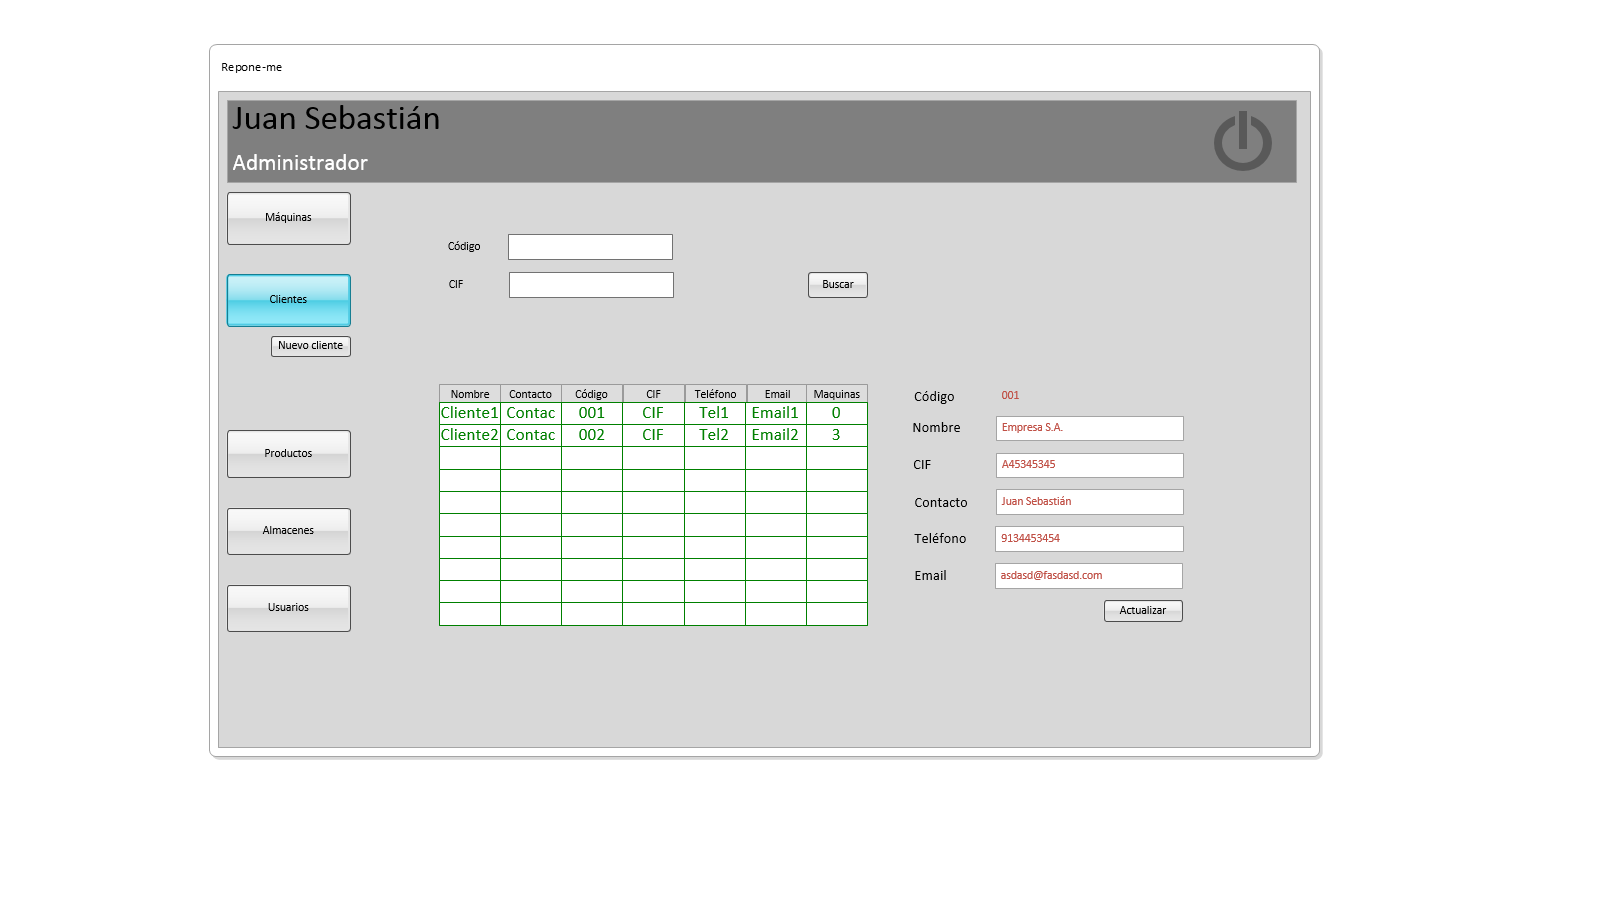 Repone-me
Juan Sebastián
Administrador
Máquinas
Clientes
Nuevo cliente
Productos
Almacenes
Usuarios
Código
CIF
Buscar
Nombre Contacto Código CIF Teléfono Email Maquinas
Cliente1 Contac 001 CIF Tel1 Email1 0
Cliente2 Contac 002 CIF Tel2 Email2 3
Código 001
Nombre Empresa S.A.
CIF A45345345
Contacto Juan Sebastián
Teléfono 9134453454
Email asdasd@fasdasd.com
Actualizar